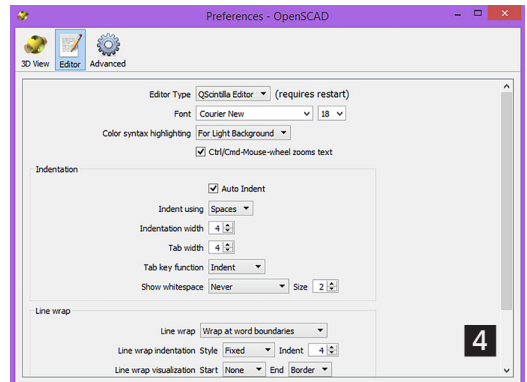 Preferences - OpenSCAD
3D View Editor Advanced
Editor Type QScintilla Editor (requires restart)
Font Courier New 18
Color syntax highlighting For Light Background
Ctrl/Cmd-Mouse-wheel zooms text
Indentation
Auto Indent
Indent using Spaces
Indentation width 4
Tab width 4
Tab key function Indent
Show whitespace Never Size 2
Line wrap
Line wrap Wrap at word boundaries
Line wrap indentation Style Fixed Indent 4
Line wrap visualization Start None End Border
4